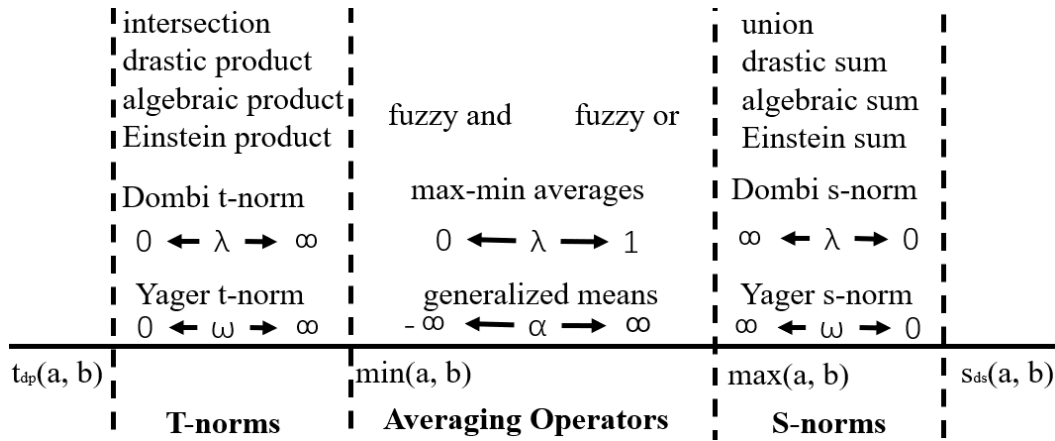 intersection
drastic product
algebraic product
Einstein product
Dombi t-norm
0 ← λ → ∞
Yager t-norm
0 ← ω → ∞
fuzzy and fuzzy or
max-min averages
0 ← λ → 1
generalized means
-∞ ← α → ∞
union
drastic sum
algebraic sum
Einstein sum
Dombi s-norm
∞ ← λ → 0
Yager s-norm
∞ ← ω → 0
tdp(a, b) min(a, b) max(a, b) sds(a, b)
T-norms Averaging Operators S-norms